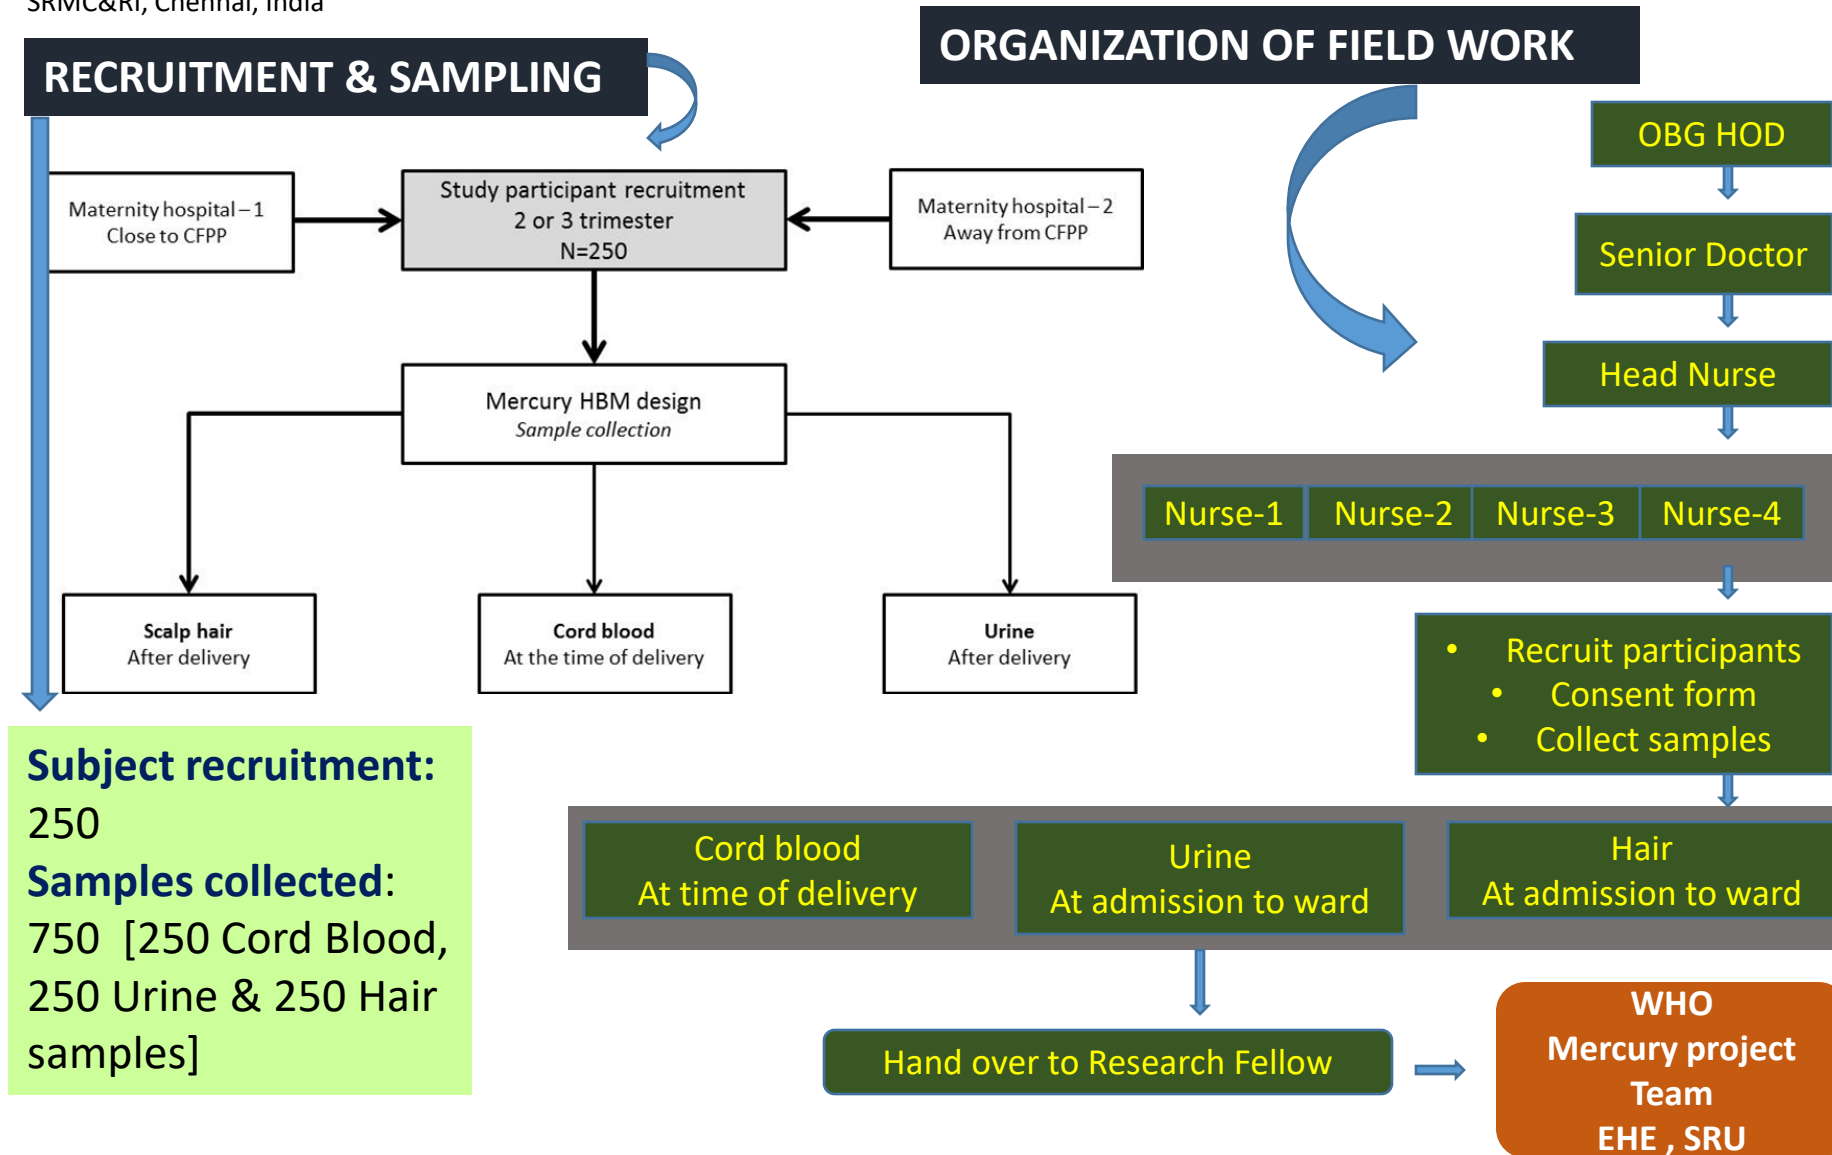 SRMC&RI, Chennai, India
RECRUITMENT & SAMPLING
Maternity hospital – 1
Close to CFPP
Study participant recruitment
2 or 3 trimester
N=250
Maternity hospital – 2
Away from CFPP
Mercury HBM design
Sample collection
Scalp hair
After delivery
Cord blood
At the time of delivery
Urine
After delivery
Subject recruitment:
250
Samples collected:
750 [250 Cord Blood,
250 Urine & 250 Hair
samples]
ORGANIZATION OF FIELD WORK
OBG HOD
Senior Doctor
Head Nurse
Nurse-1
Nurse-2
Nurse-3
Nurse-4
• Recruit participants
• Consent form
• Collect samples
Cord blood
At time of delivery
Urine
At admission to ward
Hair
At admission to ward
Hand over to Research Fellow
WHO
Mercury project
Team
EHE , SRU